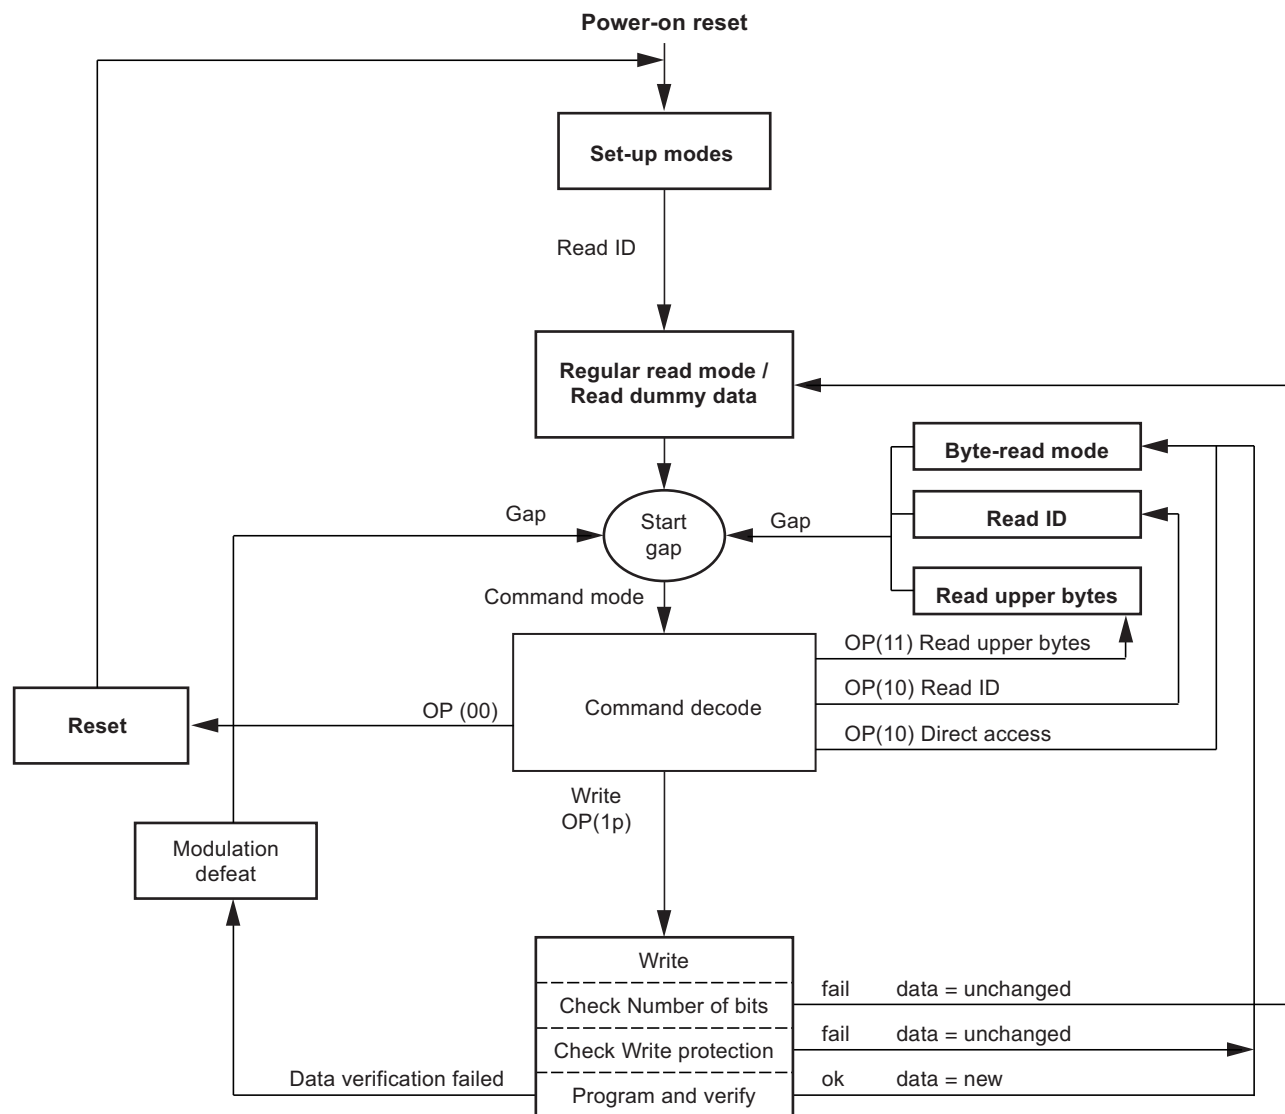 Power-on reset
Set-up modes
Read ID
Regular read mode /
Read dummy data
Byte-read mode
Gap
Start
gap
Gap
Read ID
Command mode
Read upper bytes
OP(11) Read upper bytes
OP(10) Read ID
Command decode
OP (00)
Reset
OP(10) Direct access
Write
OP(1p)
Modulation
defeat
Write
Check Number of bits
fail data = unchanged
Check Write protection
fail data = unchanged
Data verification failed
Program and verify
ok data = new